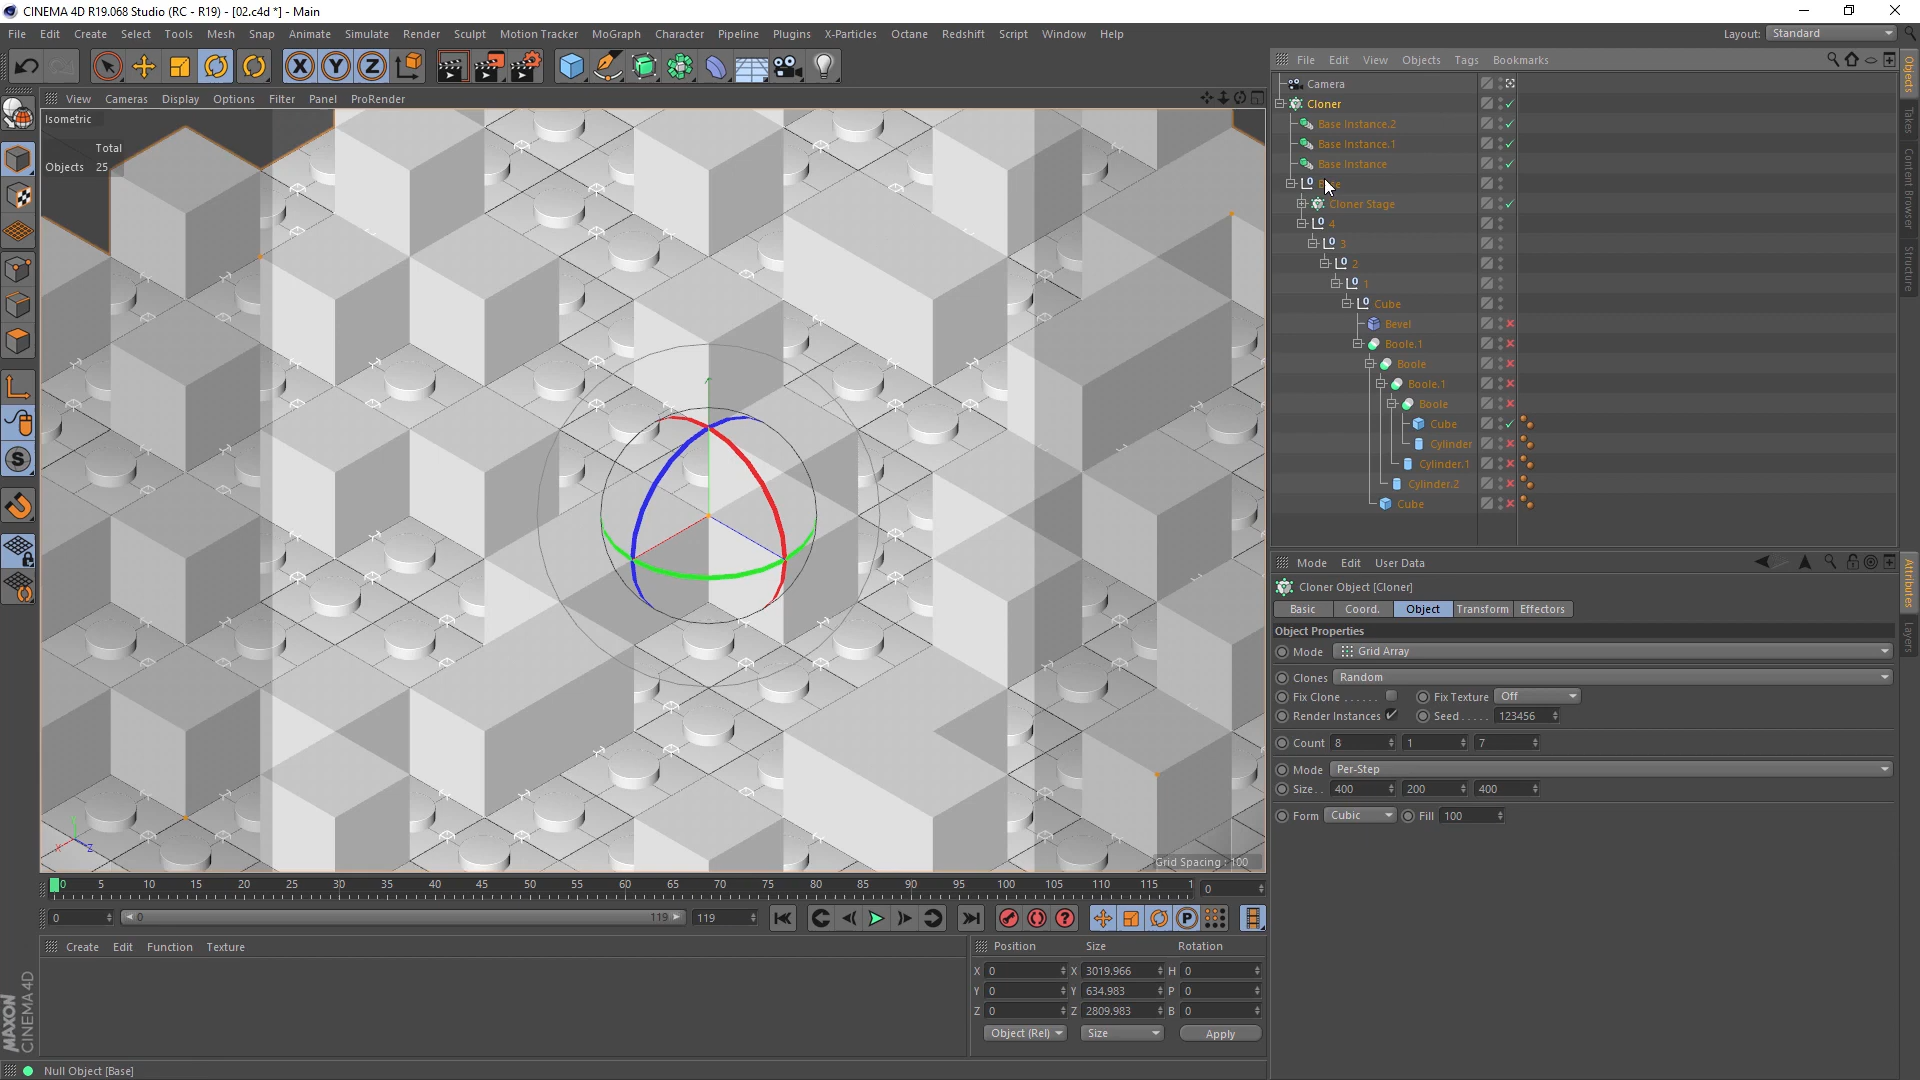 CINEMA 4D R19.068 Studio (RC - R19) - [02.c4d *] - Main
File Edit Create Select Tools Mesh Snap Animate Simulate Render Sculpt Motion Tracker MoGraph Character Pipeline Plugins X-Particles Octane Redshift Script Window Help Layout: Standard
X Y Z
File Edit View Objects Tags Bookmarks
View Cameras Display Options Filter Panel ProRender
Isometric
Total
Objects 25
Camera
Cloner
Base Instance.2
Base Instance.1
Base Instance
Cloner Stage
4
3
2
1
Cube
Bevel
Boole.1
Boole
Boole.1
Boole
Cube
Cylinder
Cylinder.1
Cylinder.2
Cube
Objects
Takes
Content Browser
Structure
Mode Edit User Data
Cloner Object [Cloner]
Basic Coord. Object Transform Effectors
Object Properties
Mode Grid Array
Clones Random
Fix Clone ...... Fix Texture Off
Render Instances Seed ..... 123456
Count 8 1 7
Mode Per-Step
Size .. 400 200 400
Form Cubic Fill 100
Attributes
Layers
Grid Spacing : 100
0 5 10 15 20 25 30 35 40 45 50 55 60 65 70 75 80 85 90 95 100 105 110 115 1 0
0 0 119 119
Create Edit Function Texture
Position Size Rotation
X 0 X 3019.966 H 0
Y 0 Y 634.983 P 0
Z 0 Z 2809.983 B 0
Object (Rel) Size Apply
MAXON
CINEMA 4D
Null Object [Base]